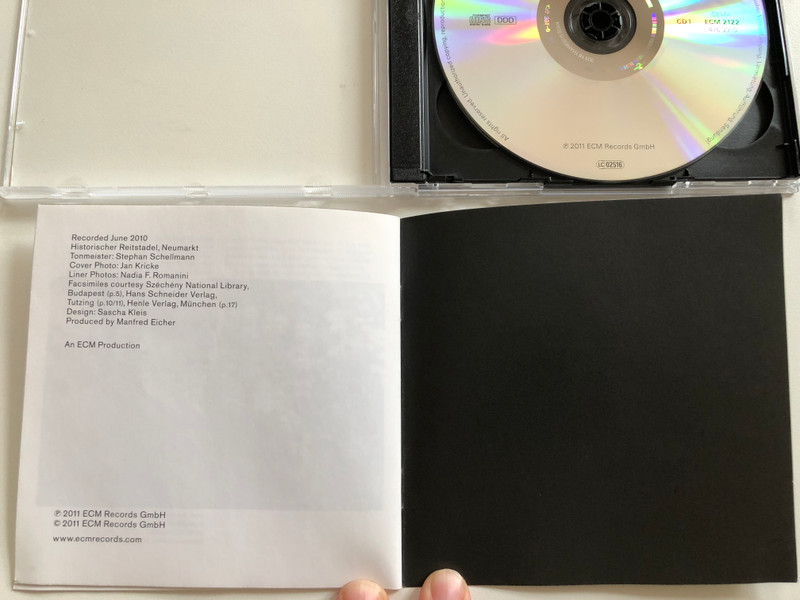 DDD
CD 1 ECM 2122
All rights reserved. Unauthorized copying
℗ 2011 ECM Records GmbH
LC 02516
Recorded June 2010
Historischer Reitstadel, Neumarkt
Tonmeister: Stephan Schellmann
Cover Photo: Jan Kricke
Liner Photos: Nadia F. Romanini
Facsimiles courtesy Széchény National Library,
Budapest (p.5), Hans Schneider Verlag,
Tutzing (p.10/11), Henle Verlag, München (p.17)
Design: Sascha Kleis
Produced by Manfred Eicher
An ECM Production
℗ 2011 ECM Records GmbH
© 2011 ECM Records GmbH
www.ecmrecords.com